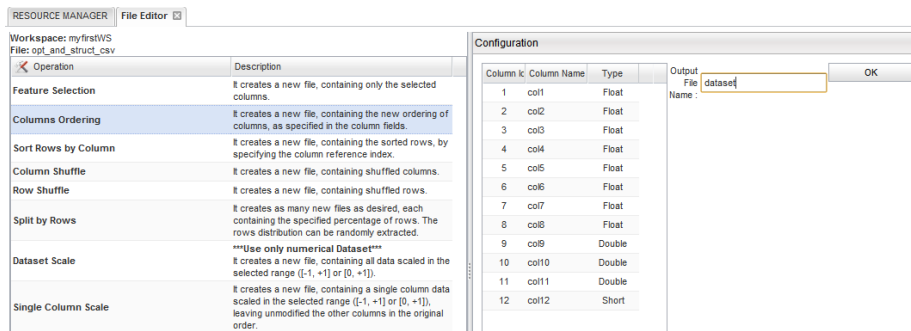 RESOURCE MANAGER File Editor
Workspace: myfirstWS
File: opt_and_struct_csv
Operation Description
Feature Selection
It creates a new file, containing only the selected
columns.
Columns Ordering
It creates a new file, containing the new ordering of
columns, as specified in the column fields.
Sort Rows by Column
It creates a new file, containing the sorted rows, by
specifying the column reference index.
Column Shuffle
It creates a new file, containing shuffled columns.
Row Shuffle
It creates a new file, containing shuffled rows.
Split by Rows
It creates as many new files as desired, each
containing the specified percentage of rows. The
rows distribution can be randomly extracted.
Dataset Scale
***Use only numerical Dataset***
It creates a new file, containing all data scaled in the
selected range ([-1, +1] or [0, +1]).
Single Column Scale
It creates a new file, containing a single column data
scaled in the selected range ([-1, +1] or [0, +1]),
leaving unmodified the other columns in the original
order.
Configuration
Column Ic Column Name Type
1 col1 Float
2 col2 Float
3 col3 Float
4 col4 Float
5 col5 Float
6 col6 Float
7 col7 Float
8 col8 Float
9 col9 Double
10 col10 Double
11 col11 Double
12 col12 Short
Output
File
Name :
dataset
OK